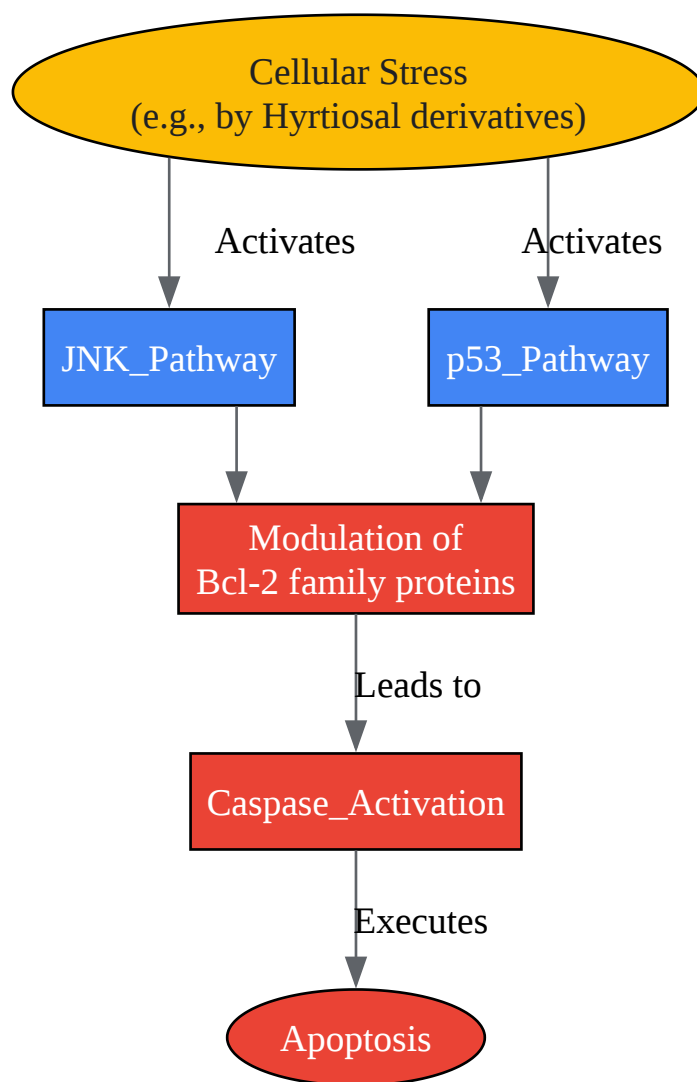 Cellular Stress
(e.g., by Hyrtiosal derivatives)
Activates
Activates
JNK_Pathway
p53_Pathway
Modulation of
Bcl-2 family proteins
Leads to
Caspase_Activation
Executes
Apoptosis